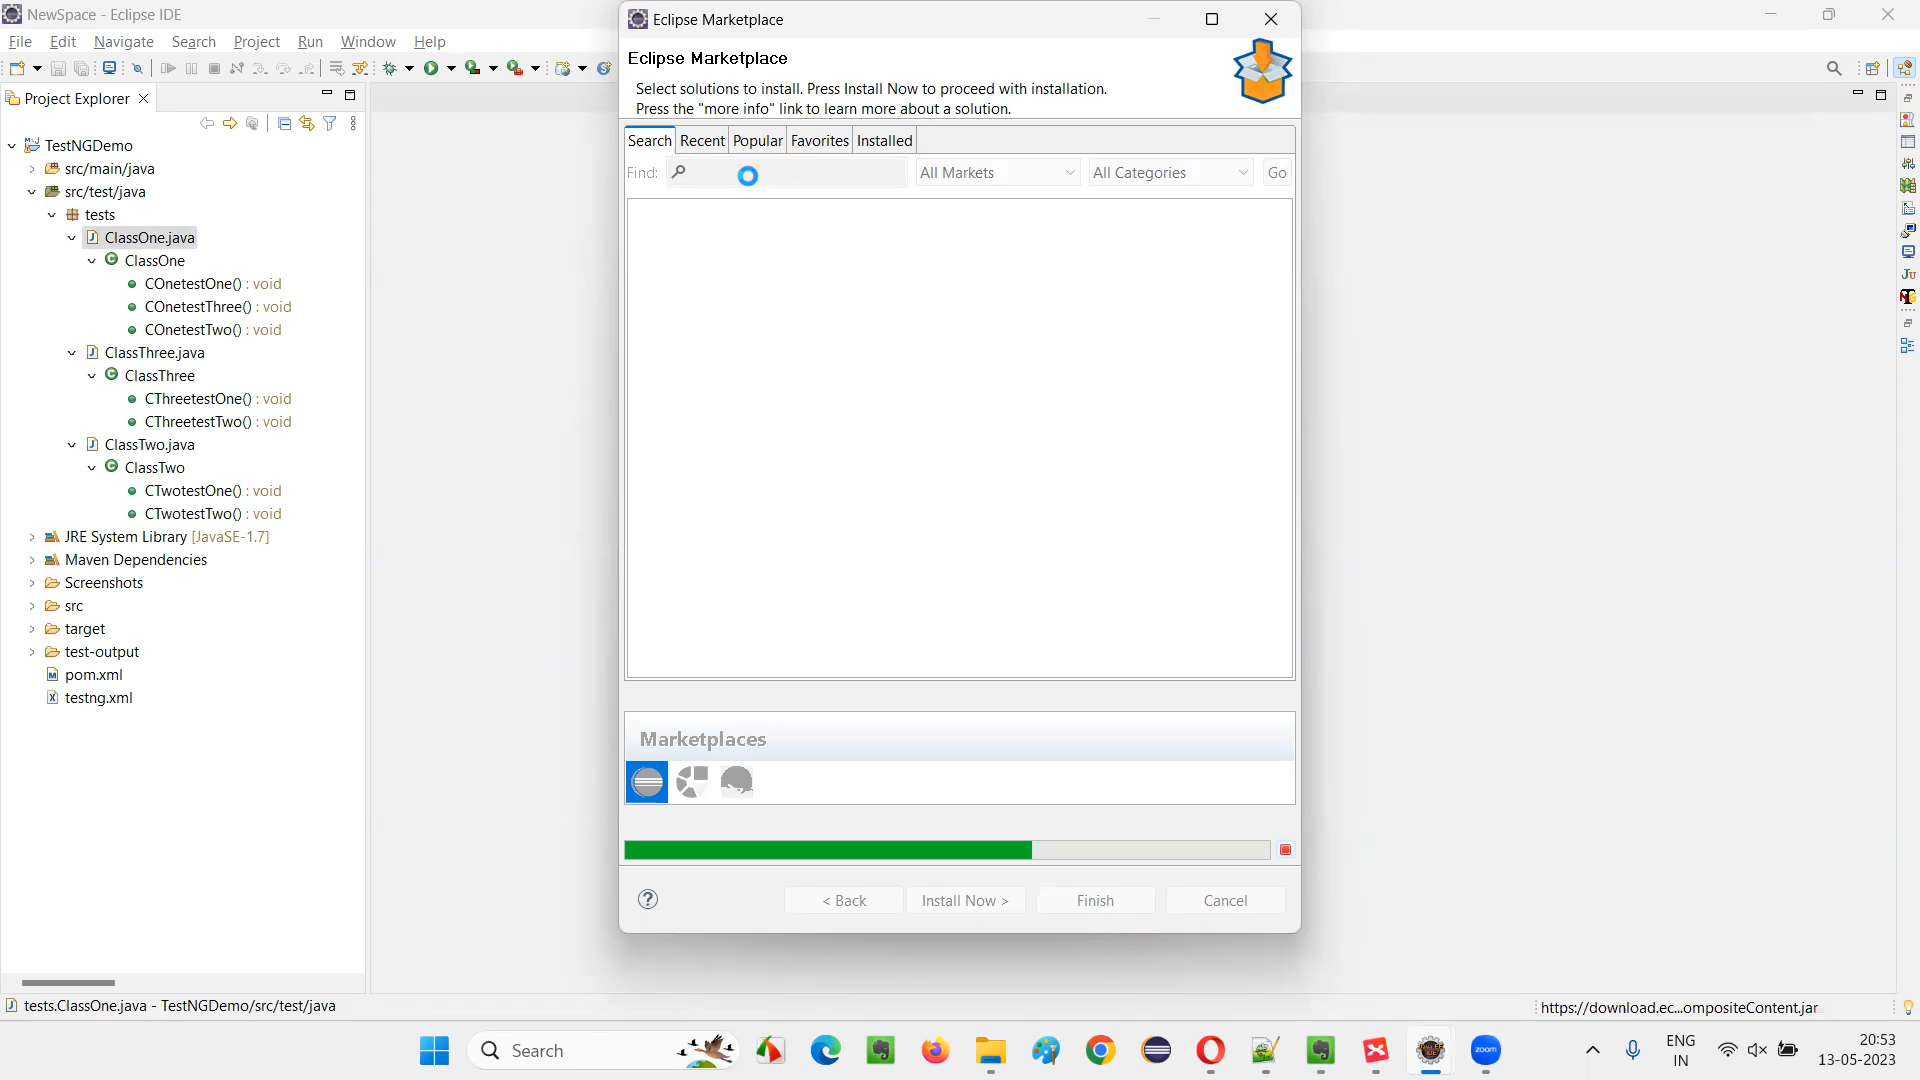 NewSpace - Eclipse IDE
File Edit Navigate Search Project Run Window Help
Project Explorer
TestNGDemo
src/main/java
src/test/java
tests
ClassOne.java
ClassOne
COnetestOne() : void
COnetestThree() : void
COnetestTwo() : void
ClassThree.java
ClassThree
CThreetestOne() : void
CThreetestTwo() : void
ClassTwo.java
ClassTwo
CTwotestOne() : void
CTwotestTwo() : void
JRE System Library [JavaSE-1.7]
Maven Dependencies
Screenshots
src
target
test-output
pom.xml
testng.xml
Eclipse Marketplace
Eclipse Marketplace
Select solutions to install. Press Install Now to proceed with installation.
Press the "more info" link to learn more about a solution.
Search Recent Popular Favorites Installed
Find: All Markets All Categories Go
Marketplaces
< Back Install Now > Finish Cancel
tests.ClassOne.java - TestNGDemo/src/test/java
https://download.ec...ompositeContent.jar
Search
zoom
ENG
IN
20:53
13-05-2023